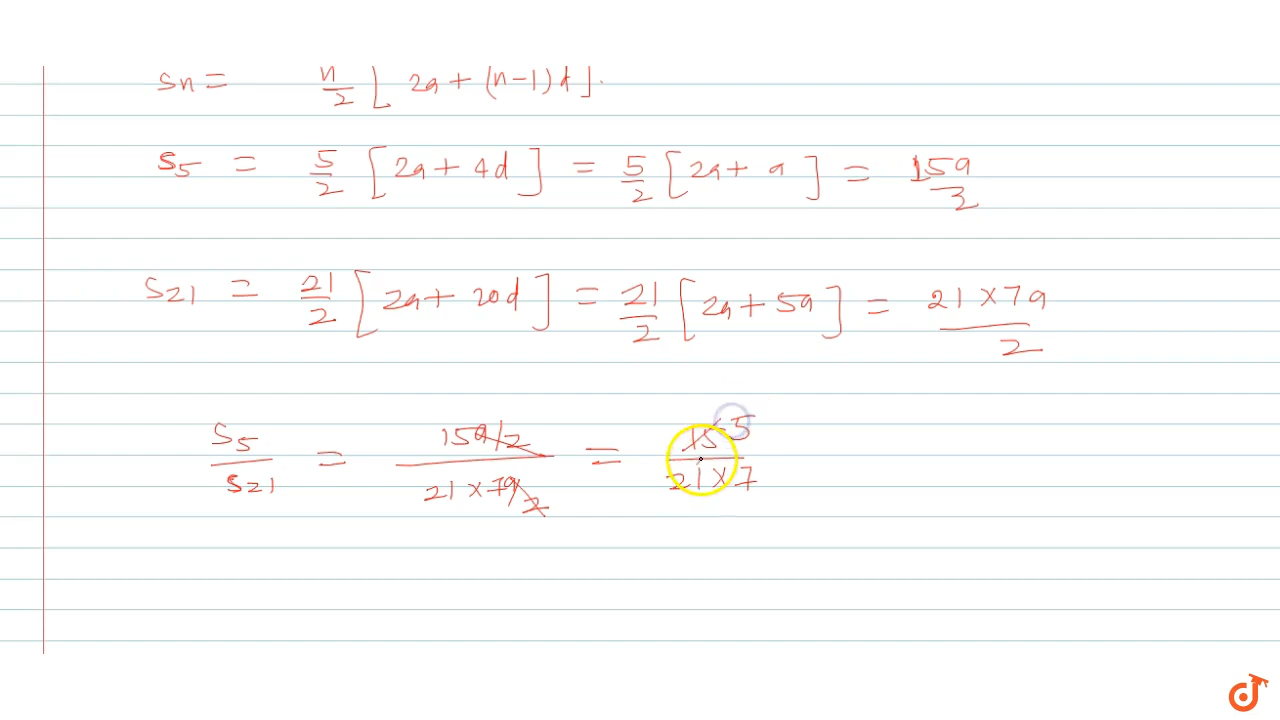 Sn = n/2 [2a + (n-1)d].
S5 = 5/2 [2a + 4d] = 5/2 [2a + a] = 15a/2
S21 = 21/2 [2a + 20d] = 21/2 [2a + 5a] = 21×7a/2
S5/S21 = (15a/2)/(21×7a/2) = 15 5/21×7